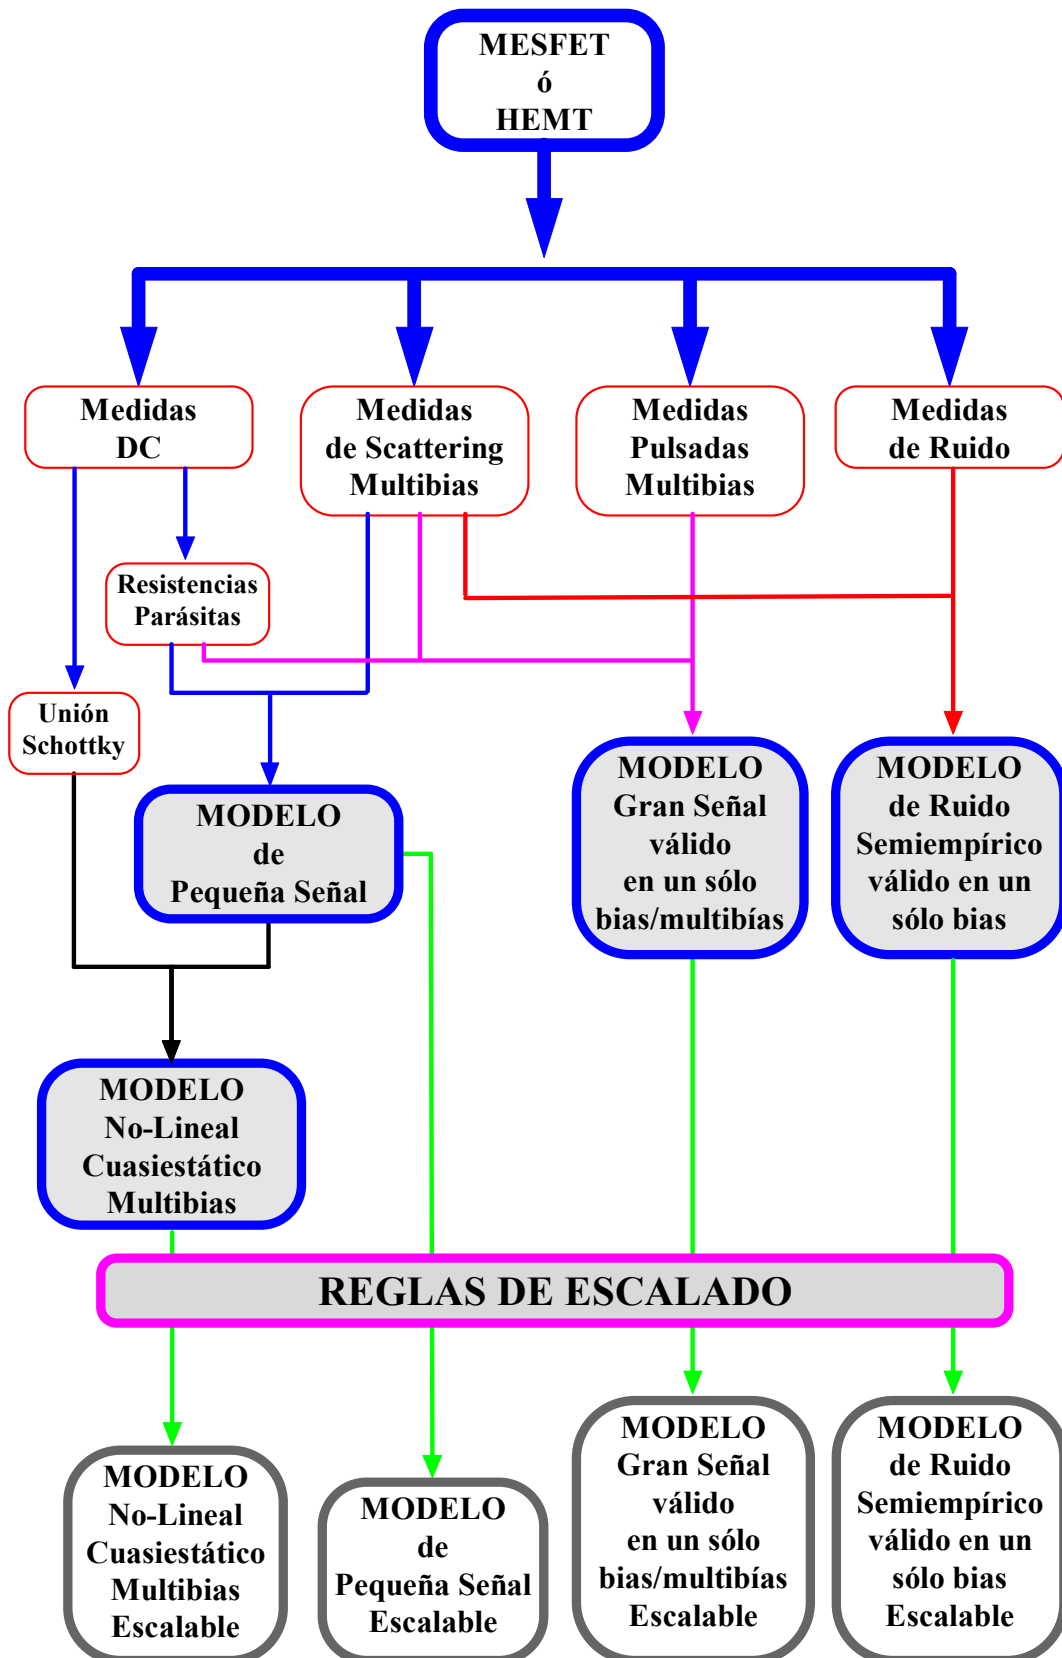 MESFET
ó
HEMT
Medidas
DC
Medidas
de Scattering
Multibias
Medidas
Pulsadas
Multibias
Medidas
de Ruido
Resistencias
Parásitas
Unión
Schottky
MODELO
de
Pequeña Señal
MODELO
Gran Señal
válido
en un sólo
bias/multibías
MODELO
de Ruido
Semiempírico
válido en un
sólo bias
MODELO
No-Lineal
Cuasiestático
Multibias
REGLAS DE ESCALADO
MODELO
No-Lineal
Cuasiestático
Multibias
Escalable
MODELO
de
Pequeña Señal
Escalable
MODELO
Gran Señal
válido
en un sólo
bias/multibías
Escalable
MODELO
de Ruido
Semiempírico
válido en un
sólo bias
Escalable